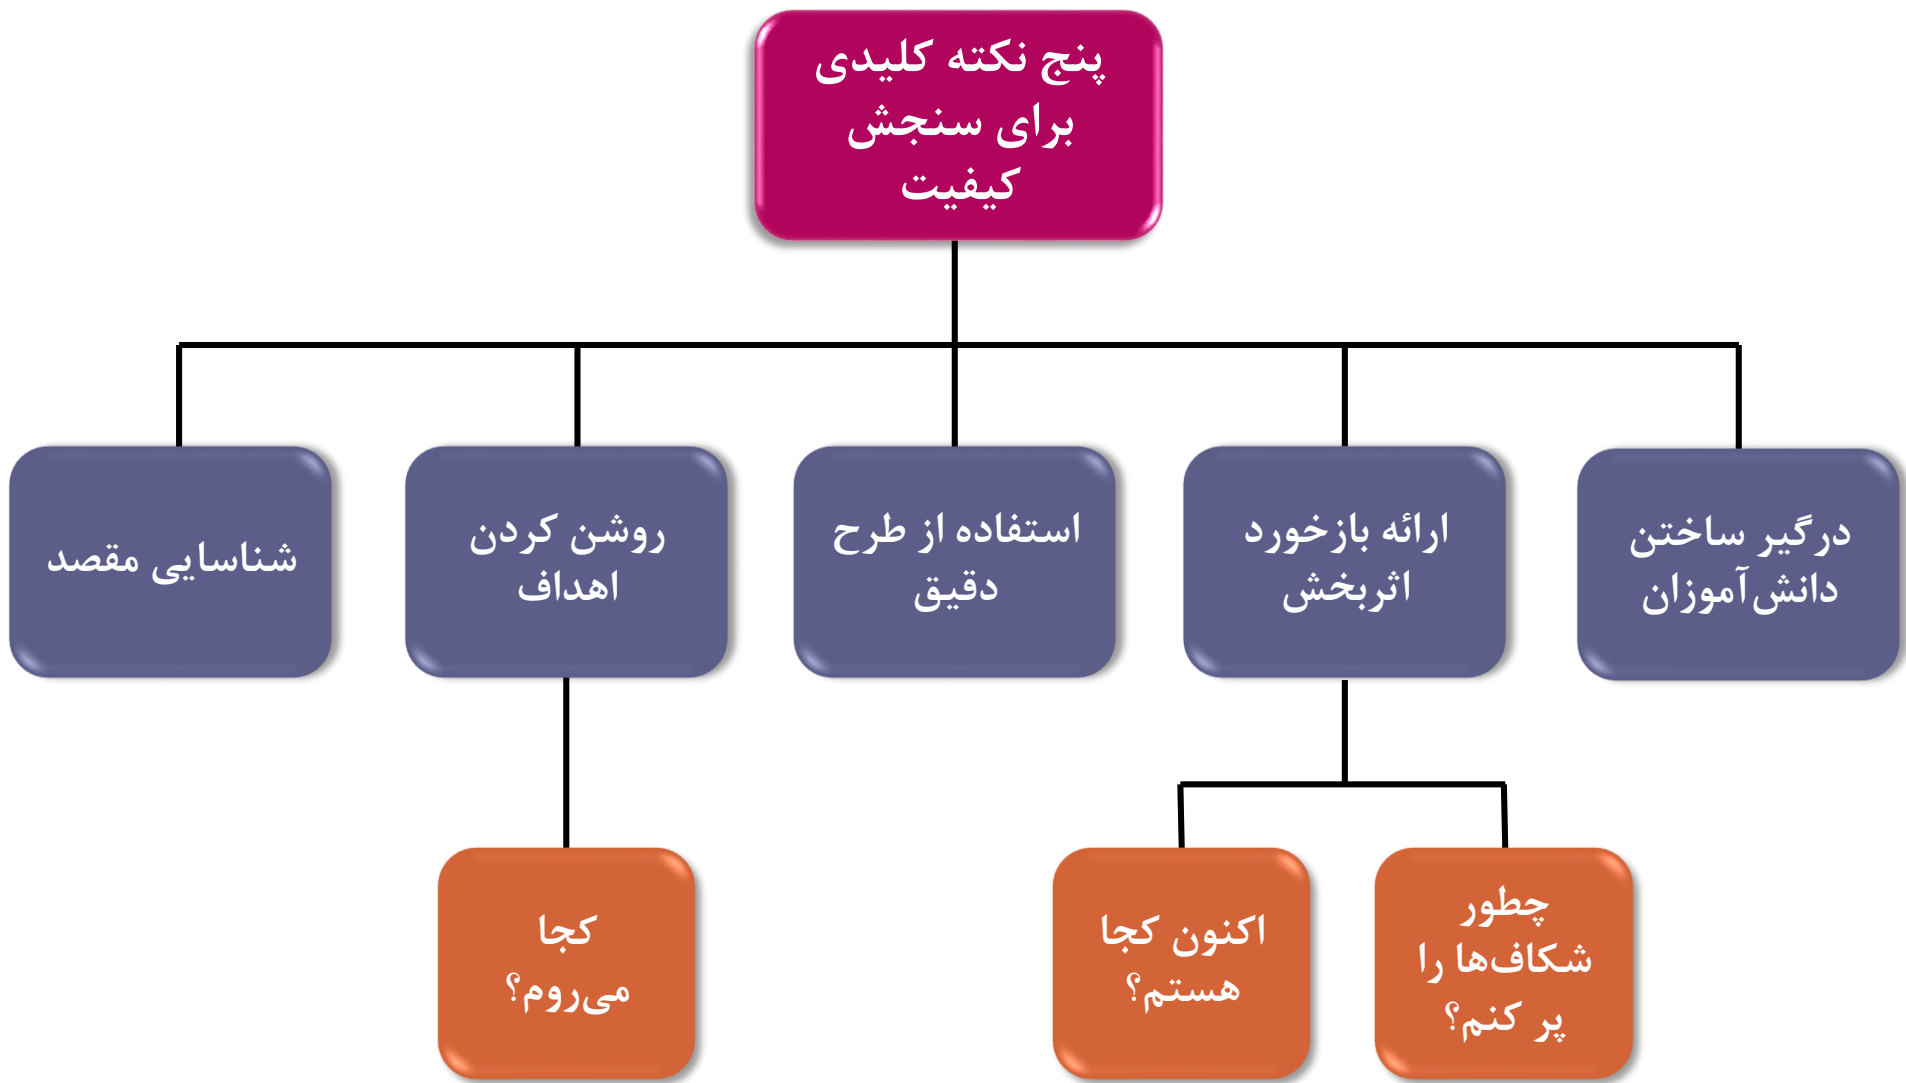 پنج نکته کلیدی
برای سنجش
کیفیت
درگیر ساختن
دانش‌آموزان
ارائه بازخورد
اثربخش
استفاده از طرح
دقیق
روشن کردن
اهداف
شناسایی مقصد
چطور
شکاف‌ها را
پر کنم؟
اکنون کجا
هستم؟
کجا
می‌روم؟